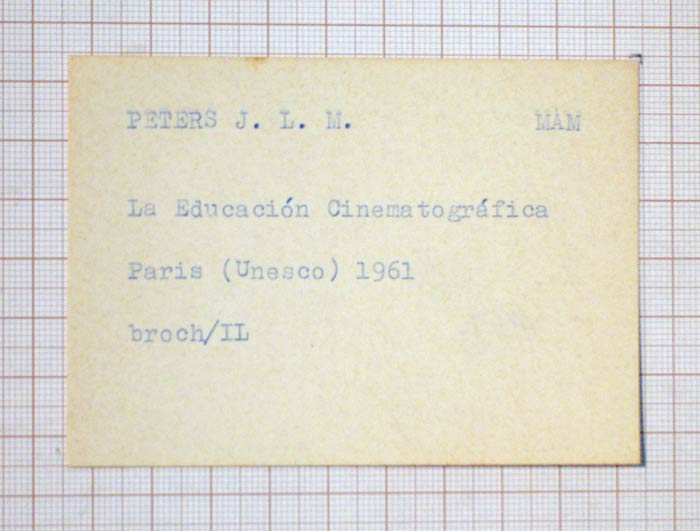 PETERS J. L. M. MAM
La Educación Cinematográfica
Paris (Unesco) 1961
broch/IL